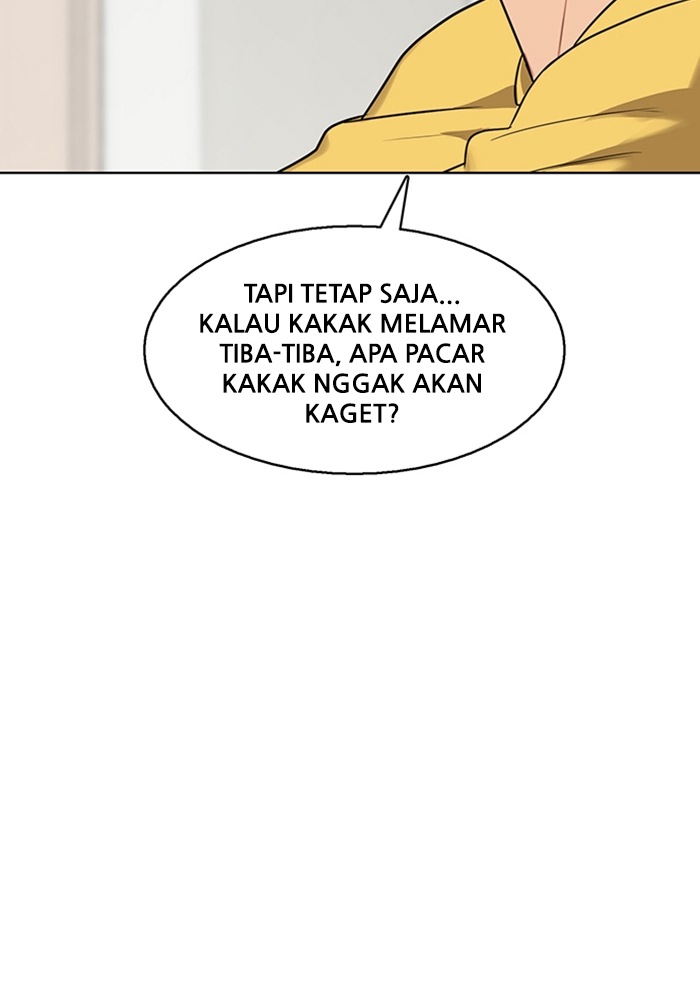 TAPI TETAP SAJA...
KALAU KAKAK MELAMAR
TIBA-TIBA, APA PACAR
KAKAK NGGAK AKAN
KAGET?